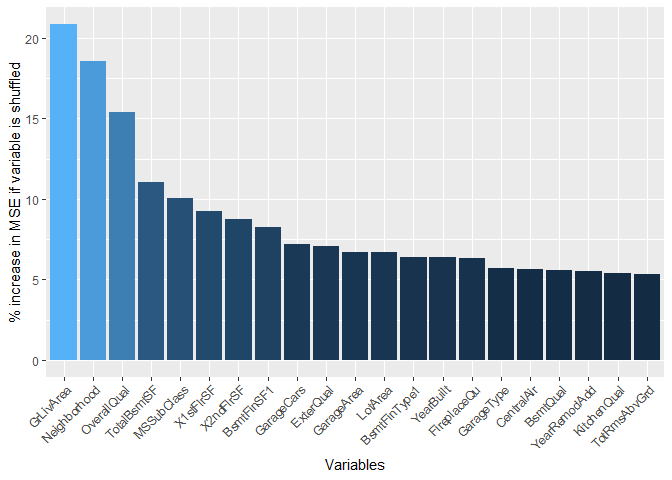 % increase in MSE if variable is shuffled
20
15
10
5
0
GrLivArea
Neighborhood
OverallQual
TotalBsmtSF
MSSubClass
X1stFlrSF
X2ndFlrSF
BsmtFinSF1
GarageCars
ExterQual
GarageArea
LotArea
BsmtFinType1
YearBuilt
FireplaceQu
GarageType
CentralAir
BsmtQual
YearRemodAdd
KitchenQual
TotRmsAbvGrd
Variables